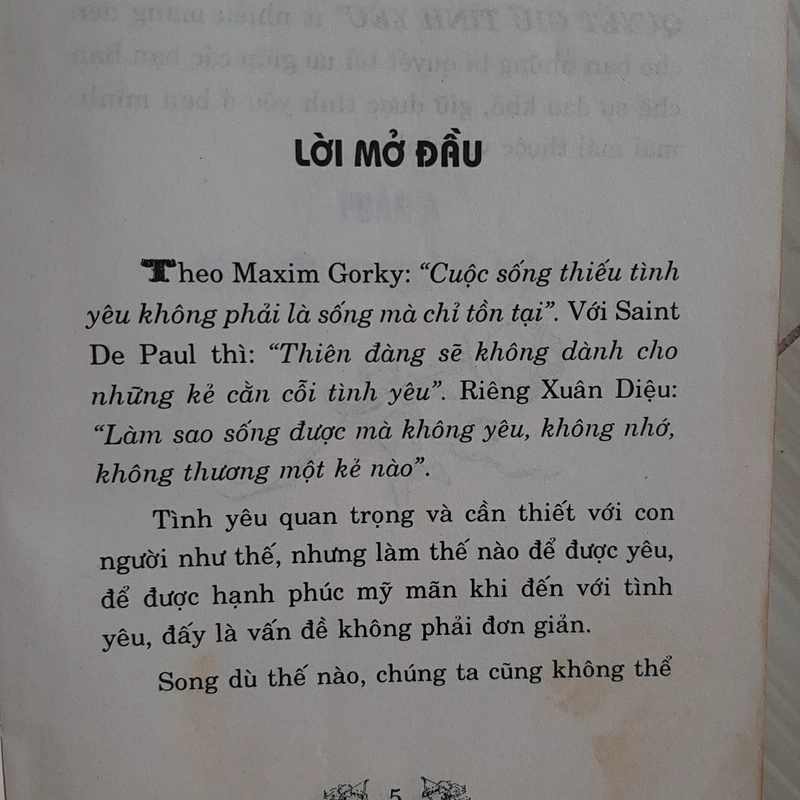 LỜI MỞ ĐẦU
Theo Maxim Gorky: “Cuộc sống thiếu tình
yêu không phải là sống mà chỉ tồn tại”. Với Saint
De Paul thì: “Thiên đàng sẽ không dành cho
những kẻ cằn cỗi tình yêu”. Riêng Xuân Diệu:
“Làm sao sống được mà không yêu, không nhớ,
không thương một kẻ nào”.
Tình yêu quan trọng và cần thiết với con
người như thế, nhưng làm thế nào để được yêu,
để được hạnh phúc mỹ mãn khi đến với tình
yêu, đấy là vấn đề không phải đơn giản.
Song dù thế nào, chúng ta cũng không thể
5